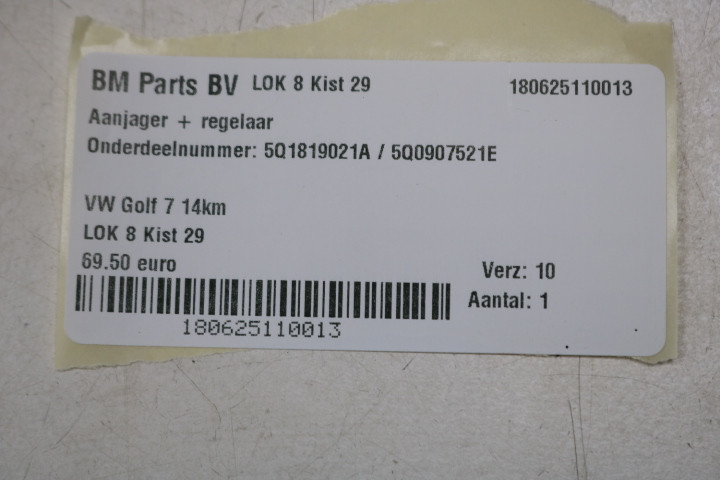 BM Parts BV LOK 8 Kist 29 180625110013
Aanjager + regelaar
Onderdeelnummer: 5Q1819021A / 5Q0907521E
VW Golf 7 14km
LOK 8 Kist 29
69.50 euro Verz: 10
Aantal: 1
180625110013